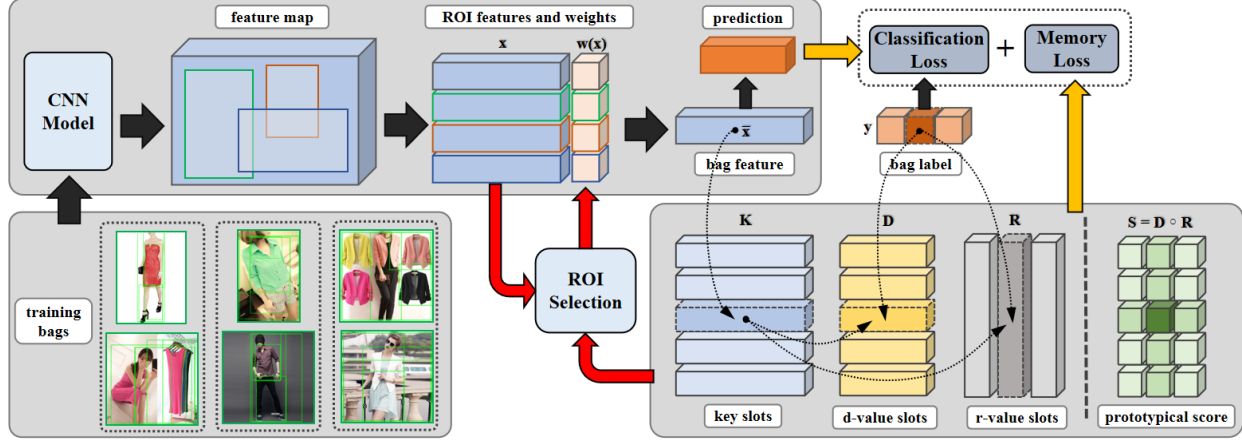 feature map
ROI features and weights
prediction
x
w(x)
CNN
Model
Classification
Loss
+
Memory
Loss
x̄
bag feature
y
bag label
training
bags
ROI
Selection
K
D
R
S = D ∘ R
key slots
d-value slots
r-value slots
prototypical score